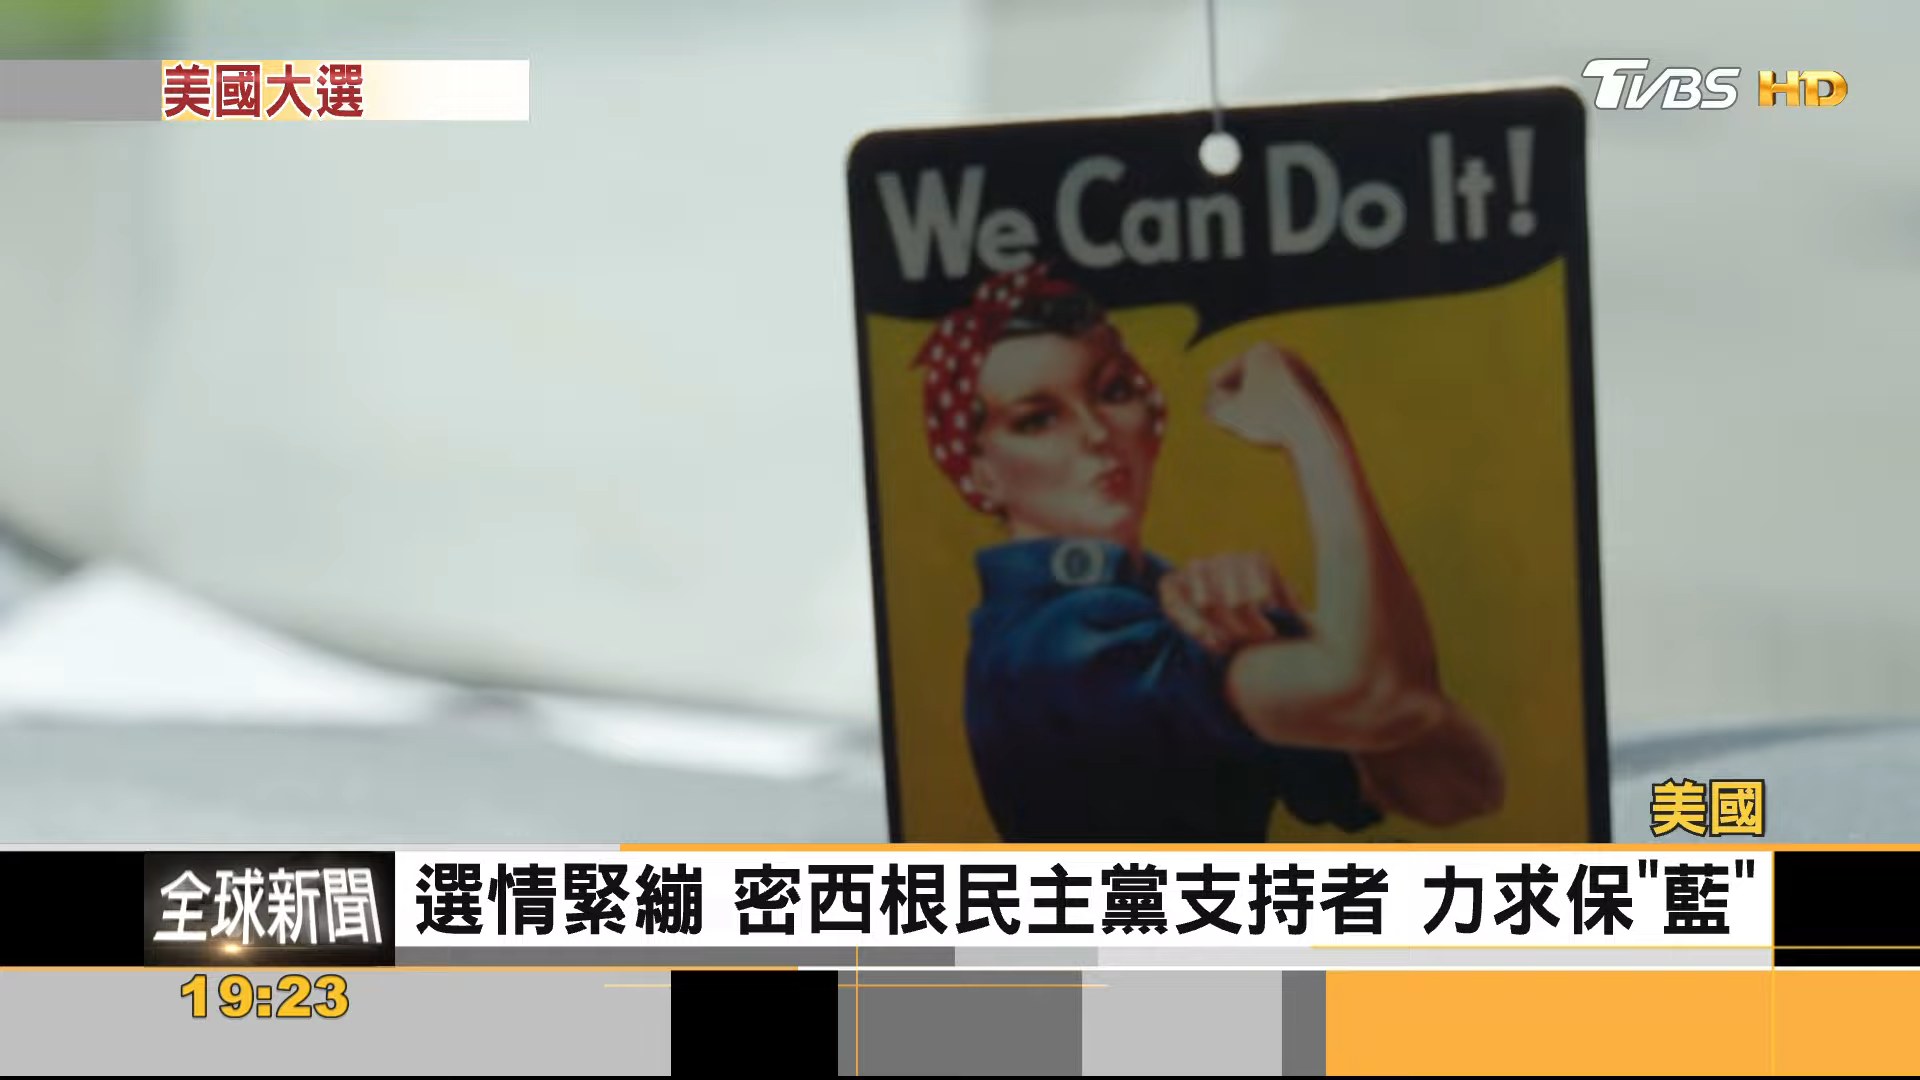 美國大選
TVBS HD
We Can Do It!
美國
全球新聞
選情緊繃 密西根民主黨支持者 力求保"藍"
19:23